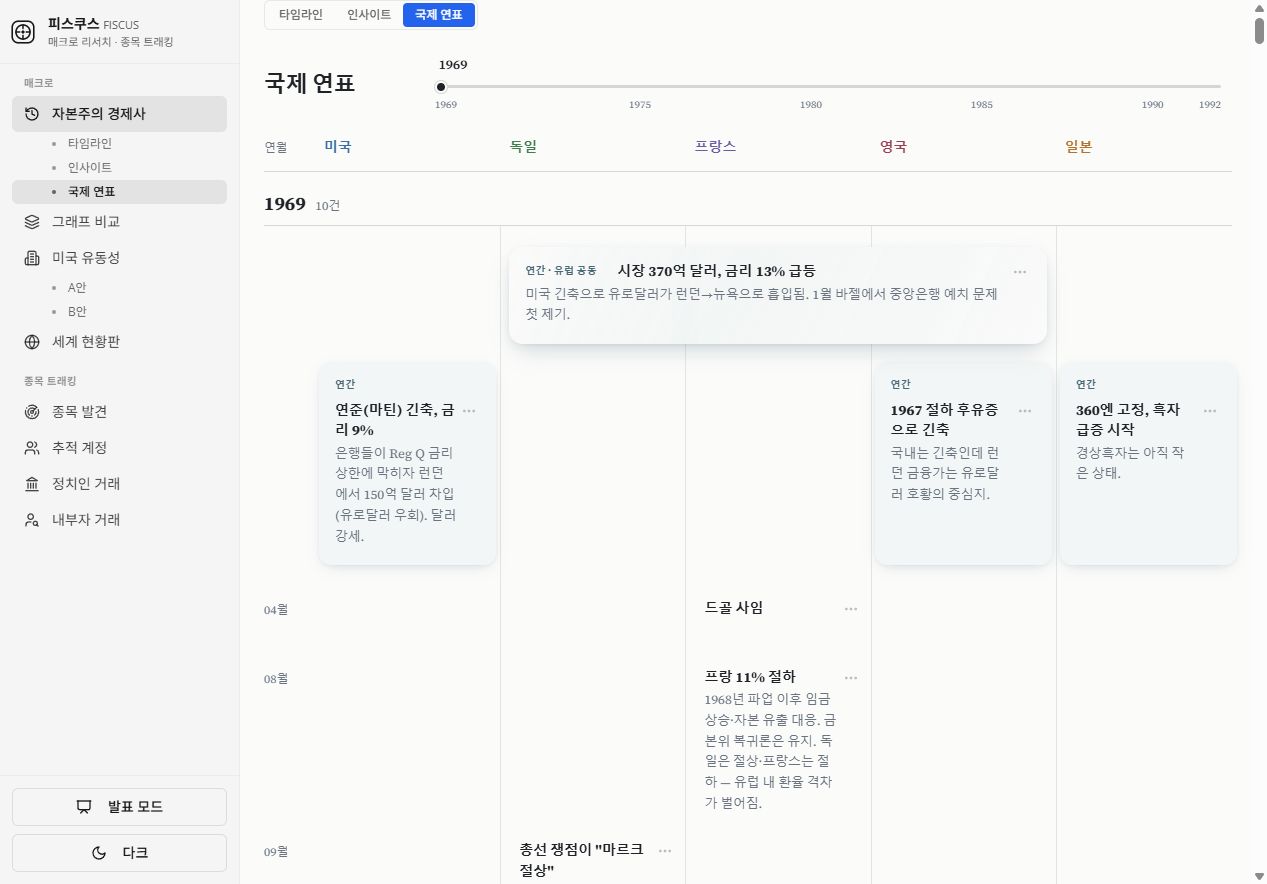 피스쿠스 FISCUS
매크로 리서치 · 종목 트래킹
매크로
자본주의 경제사
타임라인
인사이트
국제 연표
그래프 비교
미국 유동성
A안
B안
세계 현황판
종목 트래킹
종목 발견
추적 계정
정치인 거래
내부자 거래
발표 모드
다크
타임라인 인사이트 국제 연표
국제 연표
1969
1969 1975 1980 1985 1990 1992
연월 미국 독일 프랑스 영국 일본
1969 10건
연간 · 유럽 공동 시장 370억 달러, 금리 13% 급등
미국 긴축으로 유로달러가 런던→뉴욕으로 흡입됨. 1월 바젤에서 중앙은행 예치 문제
첫 제기.
연간
연준(마틴) 긴축, 금
리 9%
은행들이 Reg Q 금리
상한에 막히자 런던
에서 150억 달러 차입
(유로달러 우회). 달러
강세.
연간
1967 절하 후유증
으로 긴축
국내는 긴축인데 런
던 금융가는 유로달
러 호황의 중심지.
연간
360엔 고정, 흑자
급증 시작
경상흑자는 아직 작
은 상태.
04월
드골 사임
08월
프랑 11% 절하
1968년 파업 이후 임금
상승·자본 유출 대응. 금
본위 복귀론은 유지. 독
일은 절상·프랑스는 절
하 — 유럽 내 환율 격차
가 벌어짐.
09월
총선 쟁점이 "마르크
절상"